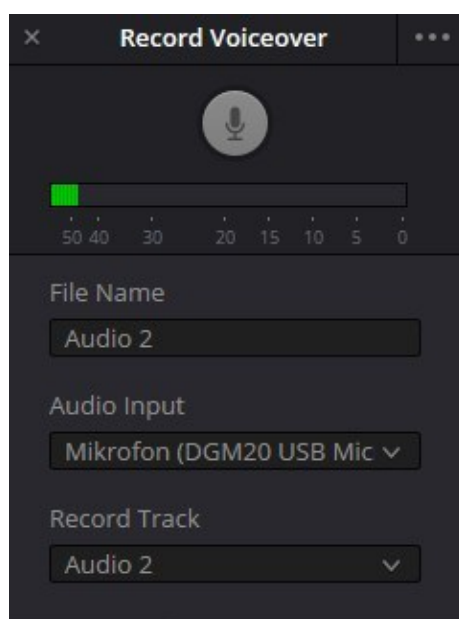 Record Voiceover
50 40 30 20 15 10 5 0
File Name
Audio 2
Audio Input
Mikrofon (DGM20 USB Mic
Record Track
Audio 2